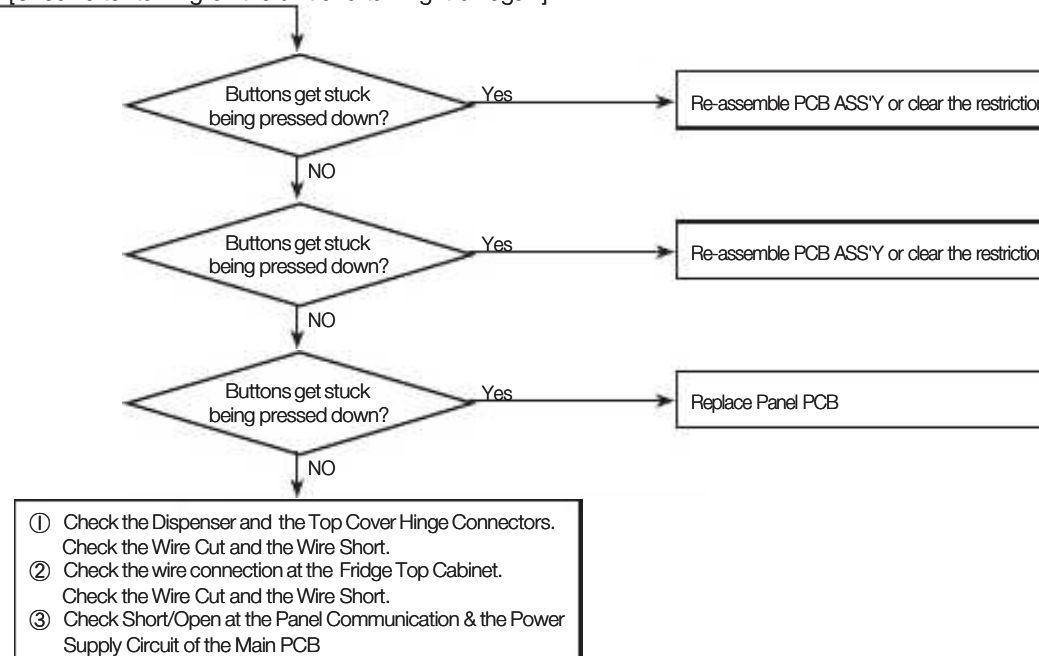 Buttons get stuck
being pressed down?
Yes
Re-assemble PCB ASS'Y or clear the
NO
Buttons get stuck
being pressed down?
Yes
Re-assemble PCB ASS'Y or clear the
NO
Buttons get stuck
being pressed down?
Yes
Replace Panel PCB
NO
① Check the Dispenser and the Top Cover Hinge Connectors.
Check the Wire Cut and the Wire Short.
② Check the wire connection at the Fridge Top Cabinet.
Check the Wire Cut and the Wire Short.
③ Check Short/Open at the Panel Communication & the Power
Supply Circuit of the Main PCB